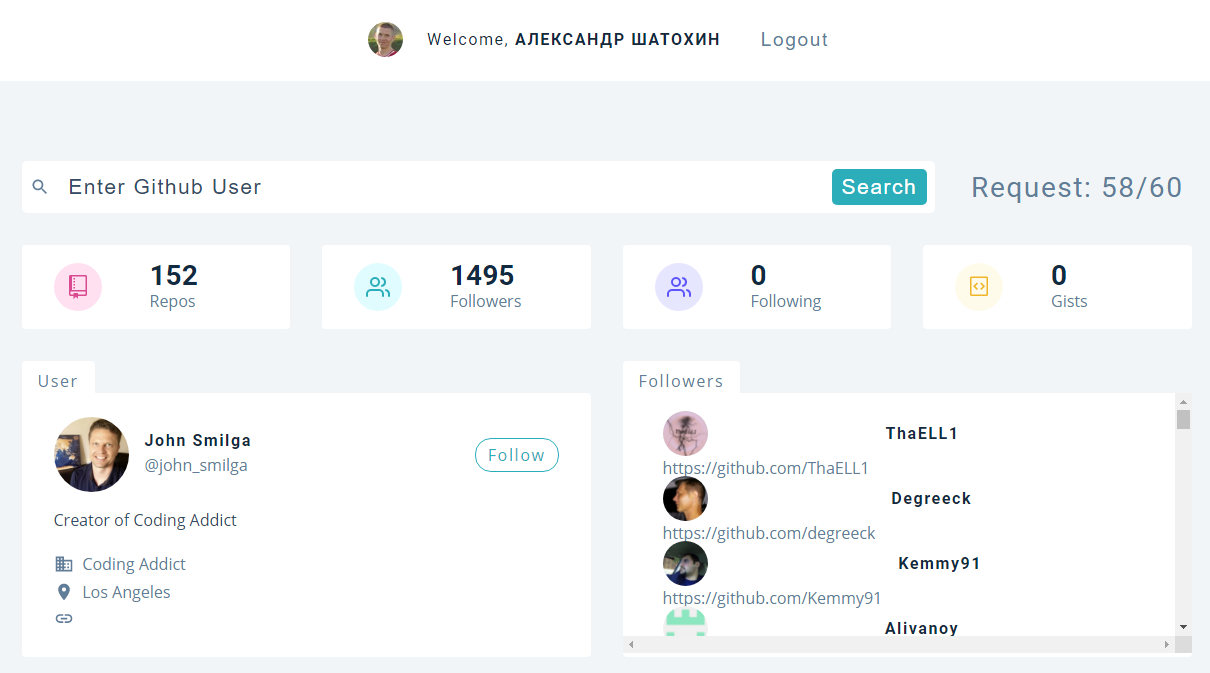 Welcome, АЛЕКСАНДР ШАТОХИН Logout
Enter Github User Search Request: 58/60
152 1495 0 0
Repos Followers Following Gists
User Followers
John Smilga
@john_smilga
Follow
Creator of Coding Addict
Coding Addict
Los Angeles
ThaELL1
https://github.com/ThaELL1
Degreeck
https://github.com/degreeck
Kemmy91
https://github.com/Kemmy91
Alivanoy